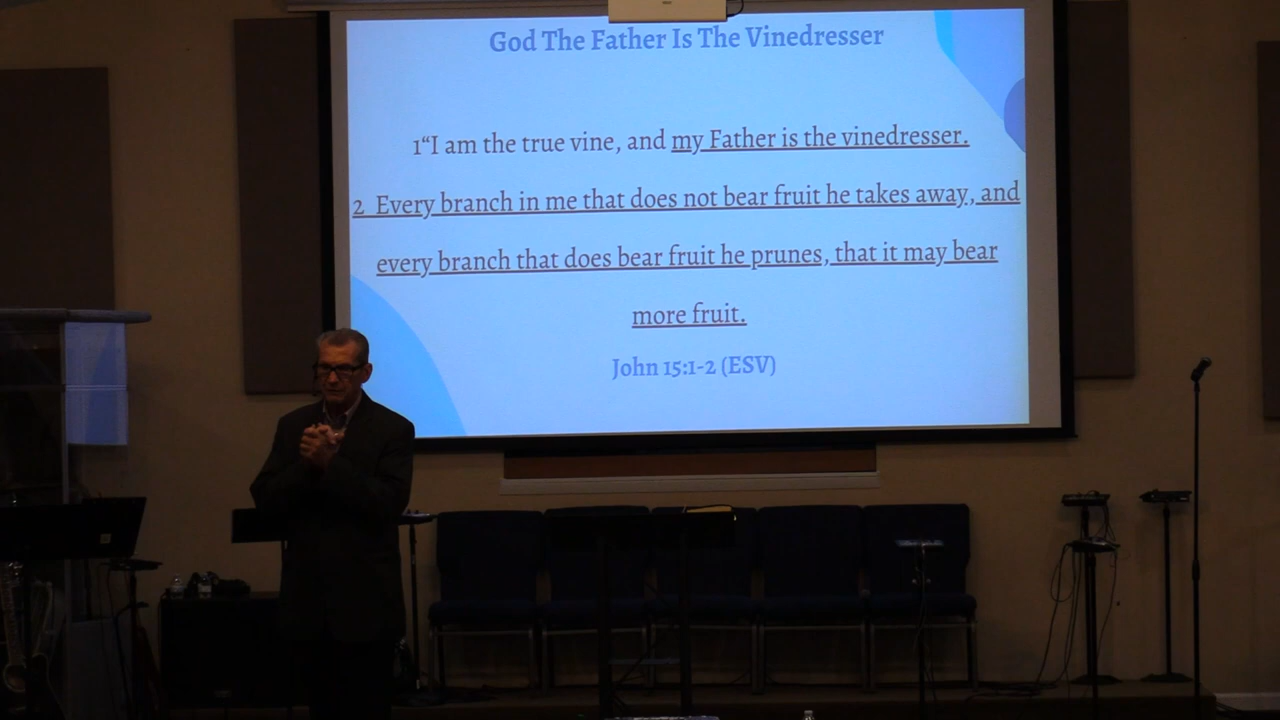 God The Father Is The Vinedresser
1“I am the true vine, and my Father is the vinedresser.
2 Every branch in me that does not bear fruit he takes away, and
every branch that does bear fruit he prunes, that it may bear
more fruit.
John 15:1-2 (ESV)